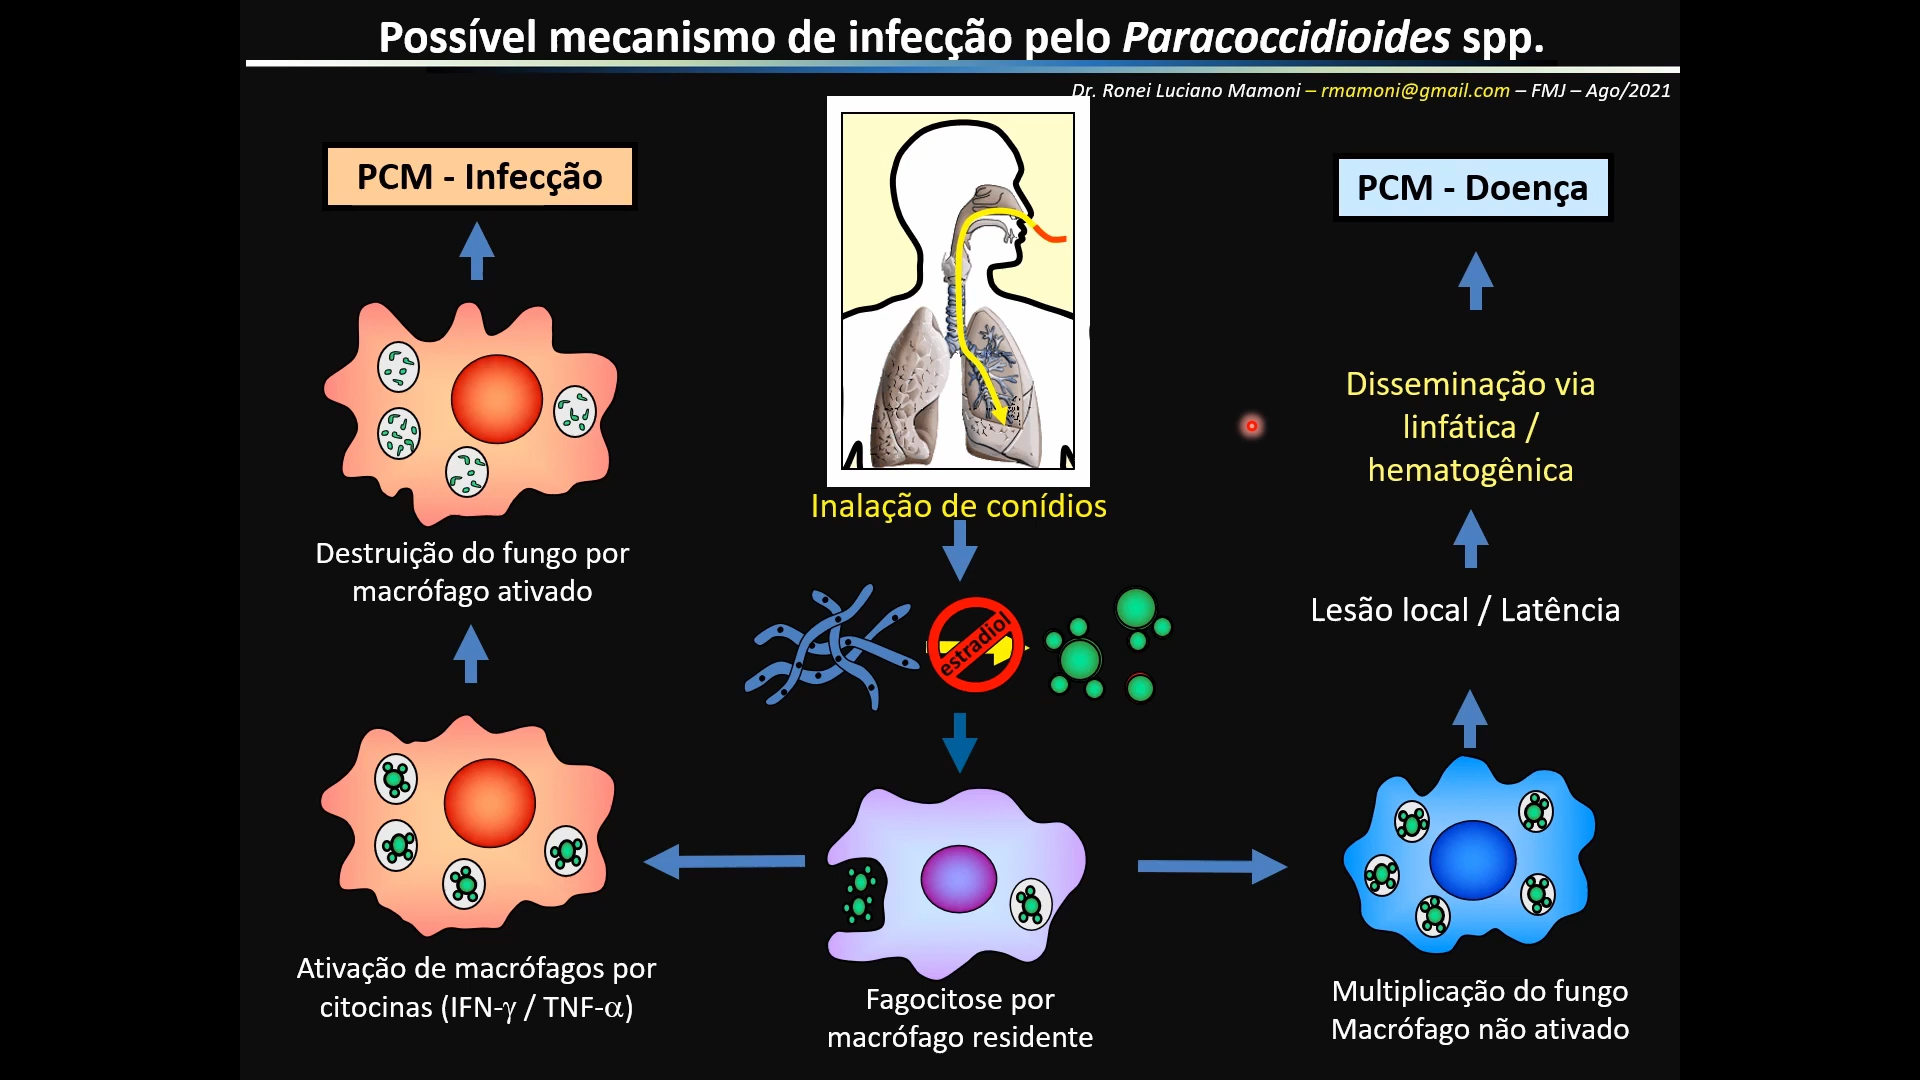 Possível mecanismo de infecção pelo Paracoccidioides spp.
Dr. Ronei Luciano Mamoni – rmamoni@gmail.com – FMJ – Ago/2021
PCM - Infecção
Destruição do fungo por
macrófago ativado
Ativação de macrófagos por
citocinas (IFN-γ / TNF-α)
Inalação de conídios
estradiol
Fagocitose por
macrófago residente
PCM - Doença
Disseminação via
linfática /
hematogênica
Lesão local / Latência
Multiplicação do fungo
Macrófago não ativado